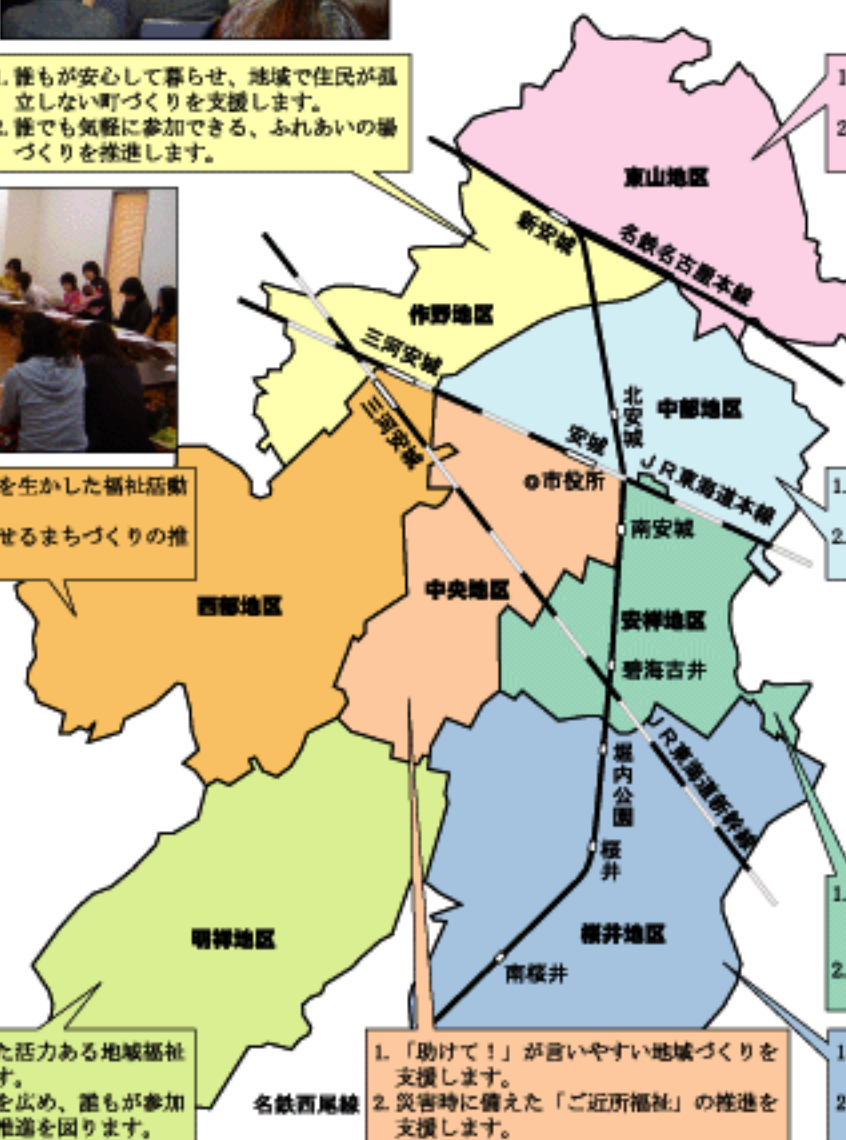 1. 誰もが安心して暮らせ、地域で住民が孤
立しない町づくりを支援します。
2. 誰でも気軽に参加できる、ふれあいの場
づくりを推進します。
1
2
東山地区
新安城
名鉄名古屋本線
作野地区
三河安城
三河安城
北安城
中部地区
安城
JR東海道本線
◎市役所
を生かした福祉活動
せるまちづくりの推
1.
2.
南安城
西部地区
中央地区
安祥地区
碧海古井
JR東海道新幹線
堀内公園
桜井
1.
2.
明祥地区
桜井地区
南桜井
た活力ある地域福祉
す。
を広め、誰もが参加
推進を図ります。
名鉄西尾線
1. 「助けて！」が言いやすい地域づくりを
支援します。
2. 災害時に備えた「ご近所福祉」の推進を
支援します。
1
2